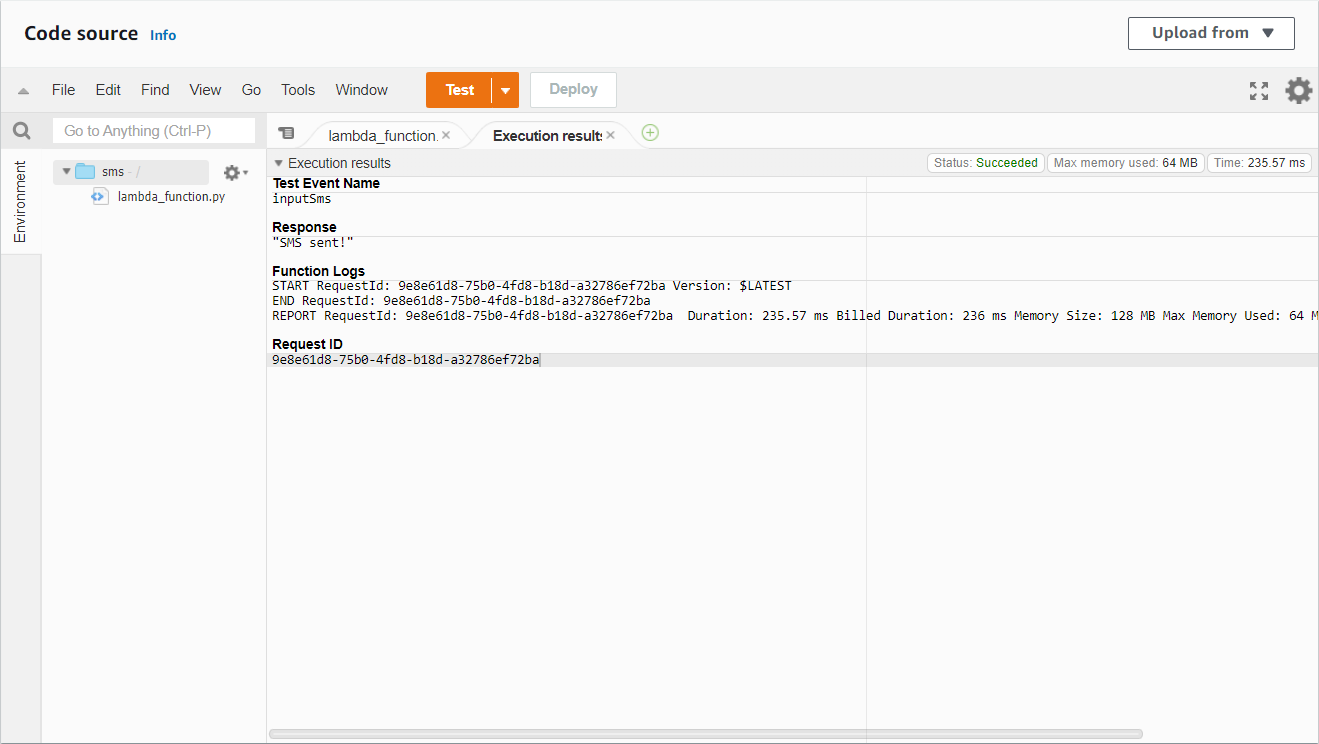 Code source Info
Upload from
File Edit Find View Go Tools Window Test Deploy
Go to Anything (Ctrl-P)
lambda_function.
Execution results
Environment
sms - /
lambda_function.py
Execution results
Status: Succeeded
Max memory used: 64 MB
Time: 235.57 ms
Test Event Name
inputSms
Response
"SMS sent!"
Function Logs
START RequestId: 9e8e61d8-75b0-4fd8-b18d-a32786ef72ba Version: $LATEST
END RequestId: 9e8e61d8-75b0-4fd8-b18d-a32786ef72ba
REPORT RequestId: 9e8e61d8-75b0-4fd8-b18d-a32786ef72ba Duration: 235.57 ms Billed Duration: 236 ms Memory Size: 128 MB Max Memory Used: 64 M
Request ID
9e8e61d8-75b0-4fd8-b18d-a32786ef72ba